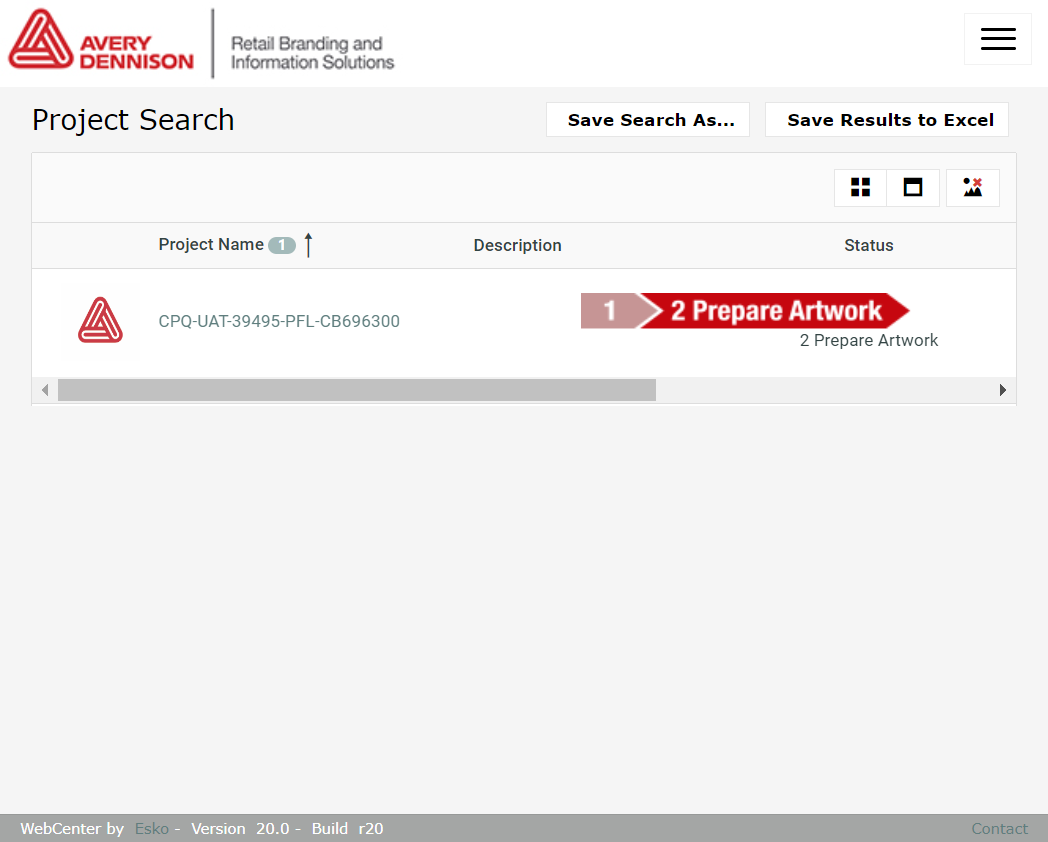 AVERY
DENNISON
Retail Branding and
Information Solutions
Project Search
Save Search As...
Save Results to Excel
Project Name 1
Description
Status
CPQ-UAT-39495-PFL-CB696300
1
2 Prepare Artwork
2 Prepare Artwork
WebCenter by Esko - Version 20.0 - Build r20
Contact